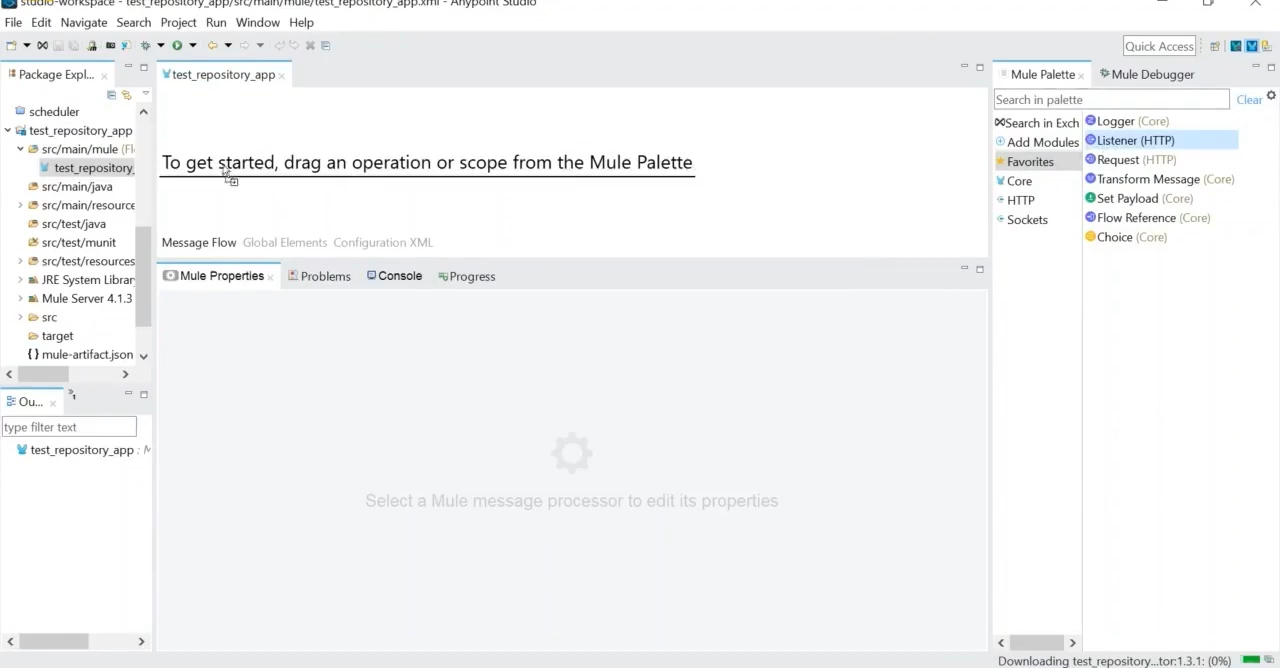 studio-workspace - test_repository_app/src/main/mule/test_repository_app.xml - Anypoint Studio
File Edit Navigate Search Project Run Window Help
Quick Access
Package Expl...
scheduler
test_repository_app
src/main/mule (Fl
test_repository_
src/main/java
src/main/resource
src/test/java
src/test/munit
src/test/resources
JRE System Librar
Mule Server 4.1.3
src
target
mule-artifact.json
Ou...
type filter text
test_repository_app : M
test_repository_app
To get started, drag an operation or scope from the Mule Palette
Message Flow Global Elements Configuration XML
Mule Properties Problems Console Progress
Select a Mule message processor to edit its properties
Mule Palette Mule Debugger
Search in palette Clear
Search in Exch
Add Modules
Favorites
Core
HTTP
Sockets
Logger (Core)
Listener (HTTP)
Request (HTTP)
Transform Message (Core)
Set Payload (Core)
Flow Reference (Core)
Choice (Core)
Downloading test_repository...tor:1.3.1: (0%)